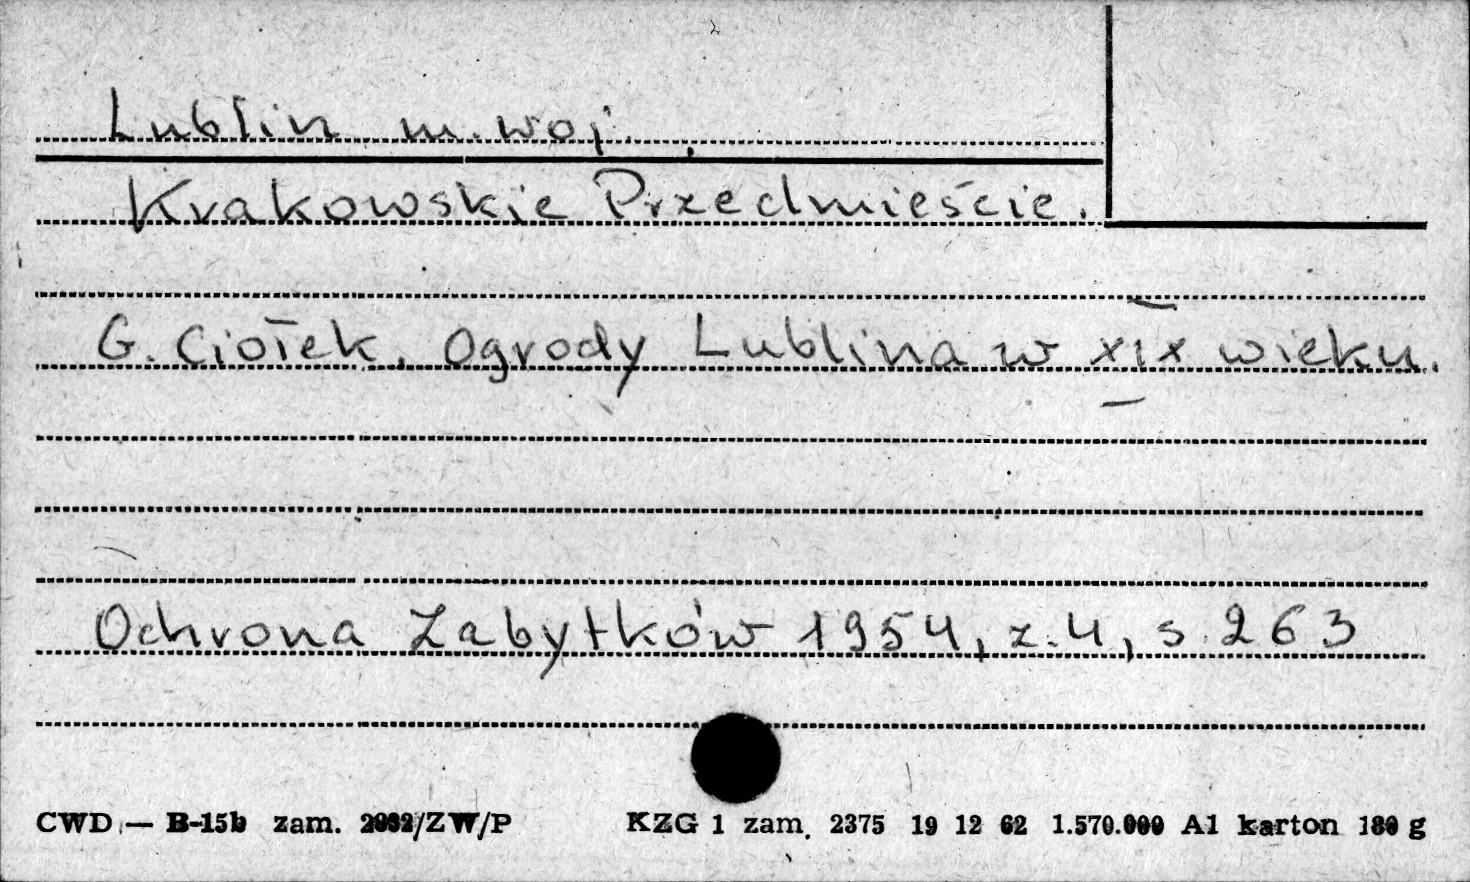 Lublin m. woj.
Krakowskie Przedmieście.
G. Ciołek, Ogrody Lublina w XIX wieku.
Ochrona Zabytków 1954, z. 4, s. 263
CWD — B-15b zam. 2032/ZW/P KZG 1 zam. 2375 19 12 62 1.570.000 A1 karton 180 g